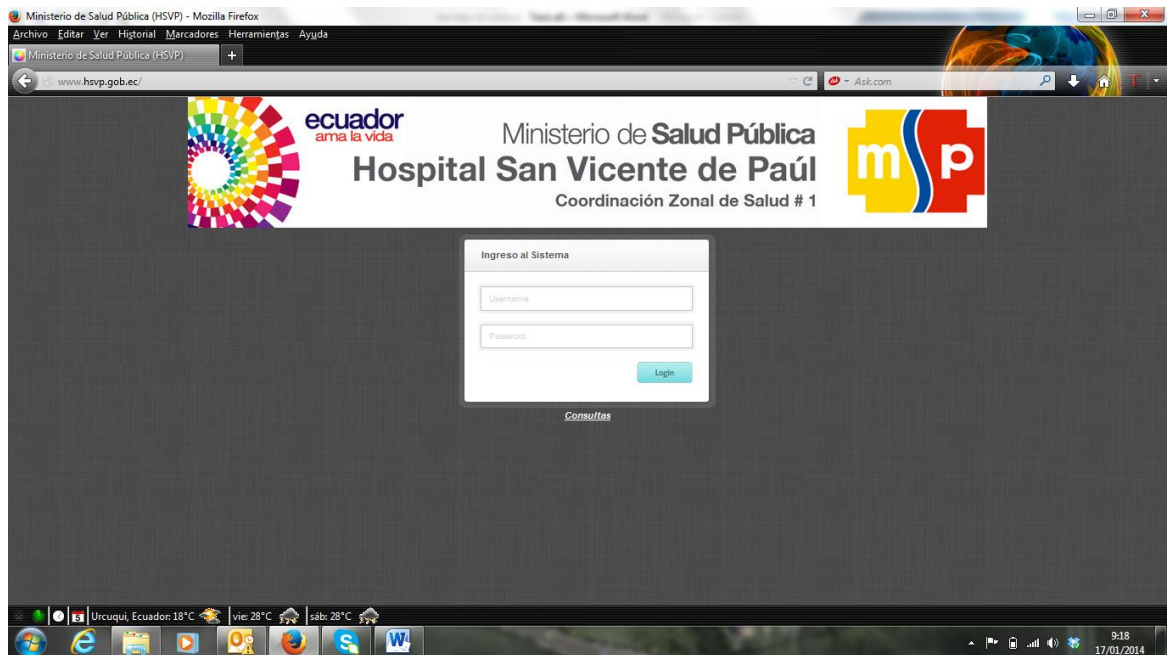 Ministerio de Salud Pública (HSVP) - Mozilla Firefox
Archivo Editar Ver Historial Marcadores Herramientas Ayuda
Ministerio de Salud Pública (HSVP) +
www.hsvp.gob.ec/ Ask.com
ecuador
ama la vida
Ministerio de Salud Pública
Hospital San Vicente de Paúl
Coordinación Zonal de Salud # 1
m p
Ingreso al Sistema
Username
Password
Login
Consultas
Urcuqui, Ecuador: 18°C vie: 28°C sáb: 28°C
9:18
17/01/2014